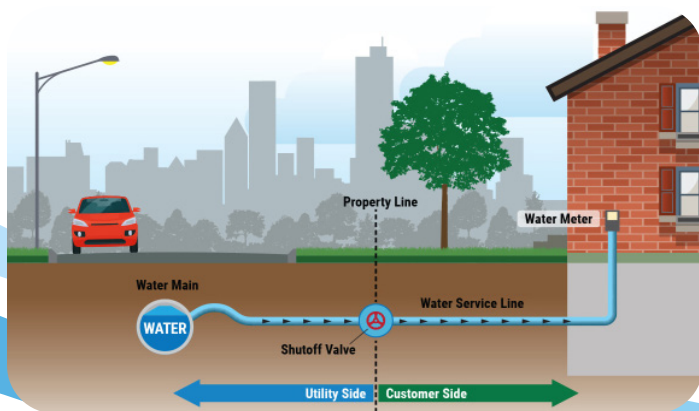 Property Line
Water Meter
Water Main
Water Service Line
WATER
Shutoff Valve
Utility Side
Customer Side